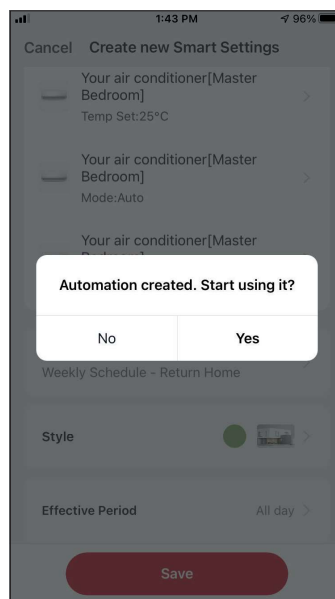 1:43 PM
96%
Cancel Create new Smart Settings
Your air conditioner[Master
Bedroom]
Temp Set:25°C
Your air conditioner[Master
Bedroom]
Mode:Auto
Your air conditioner[Master
Automation created. Start using it?
No Yes
Weekly Schedule - Return Home
Style
Effective Period All day
Save